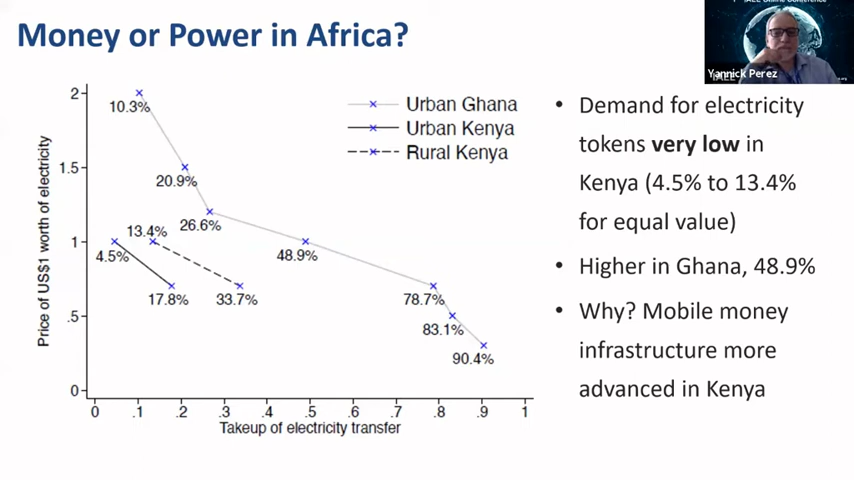 IAEE Online Conference
Money or Power in Africa?
Yannick Perez
Price of US$1 worth of electricity
2
1.5
1
.5
0
0 .1 .2 .3 .4 .5 .6 .7 .8 .9 1
Takeup of electricity transfer
10.3%
20.9%
26.6%
48.9%
78.7%
83.1%
90.4%
13.4%
4.5%
17.8%
33.7%
Urban Ghana
Urban Kenya
Rural Kenya
• Demand for electricity
tokens very low in
Kenya (4.5% to 13.4%
for equal value)
• Higher in Ghana, 48.9%
• Why? Mobile money
infrastructure more
advanced in Kenya